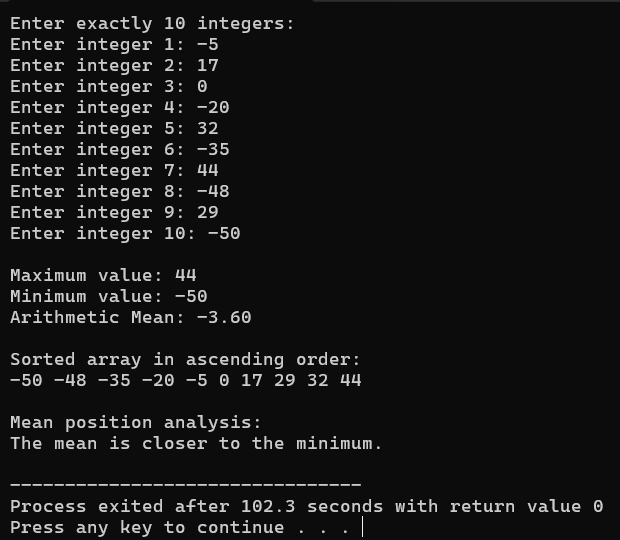 Enter exactly 10 integers:
Enter integer 1: -5
Enter integer 2: 17
Enter integer 3: 0
Enter integer 4: -20
Enter integer 5: 32
Enter integer 6: -35
Enter integer 7: 44
Enter integer 8: -48
Enter integer 9: 29
Enter integer 10: -50
Maximum value: 44
Minimum value: -50
Arithmetic Mean: -3.60
Sorted array in ascending order:
-50 -48 -35 -20 -5 0 17 29 32 44
Mean position analysis:
The mean is closer to the minimum.
--------------------------------
Process exited after 102.3 seconds with return value 0
Press any key to continue . . .